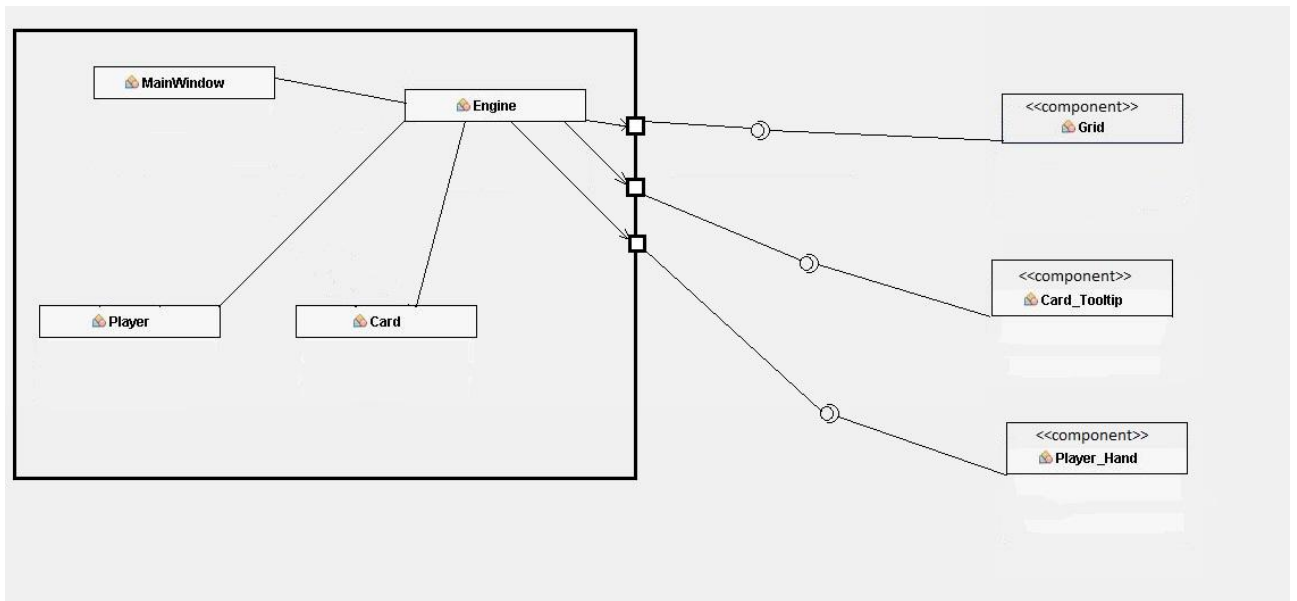 MainWindow
Engine
<<component>>
Grid
<<component>>
Card_Tooltip
Player
Card
<<component>>
Player_Hand